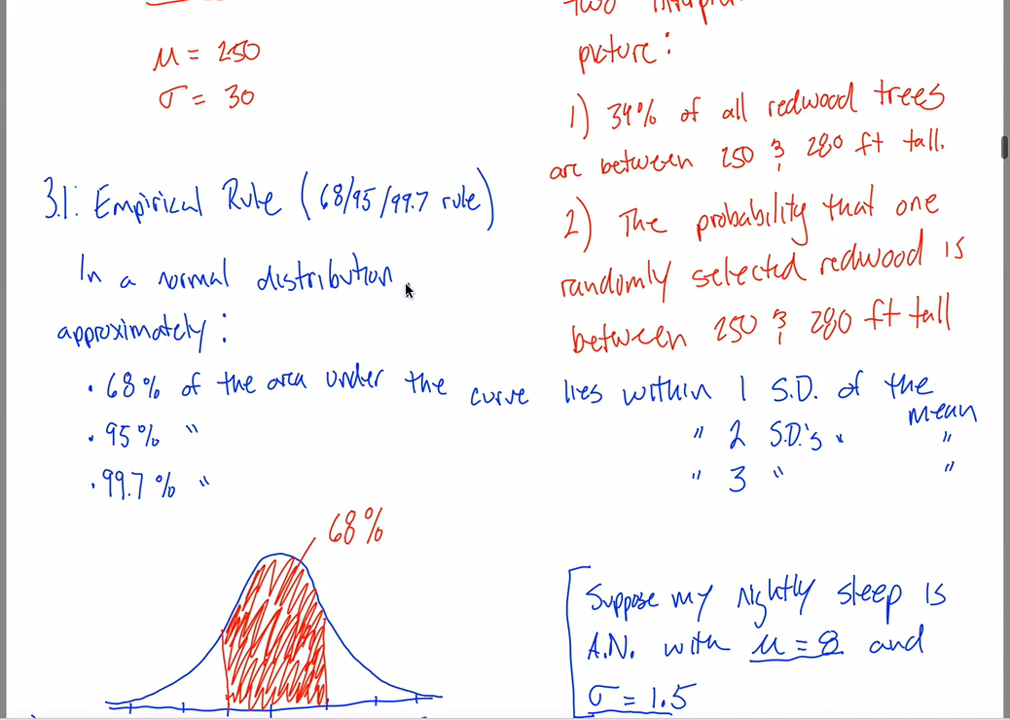 μ = 250
σ = 30
two
picture:
1) 34% of all redwood trees
are between 250 & 280 ft tall.
2) The probability that one
randomly selected redwood is
between 250 & 280 ft tall
3.1: Empirical Rule (68/95/99.7 rule)
In a normal distribution,
approximately:
• 68% of the area under the curve lies within 1 S.D. of the mean
• 95% " " 2 S.D.'s " "
• 99.7% " " 3 " "
68%
Suppose my nightly sleep is
A.N. with μ = 8 and
σ = 1.5